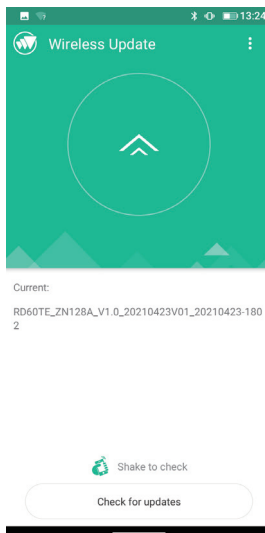 13:24
Wireless Update
Current:
RD60TE_ZN128A_V1.0_20210423V01_20210423-180
2
Shake to check
Check for updates